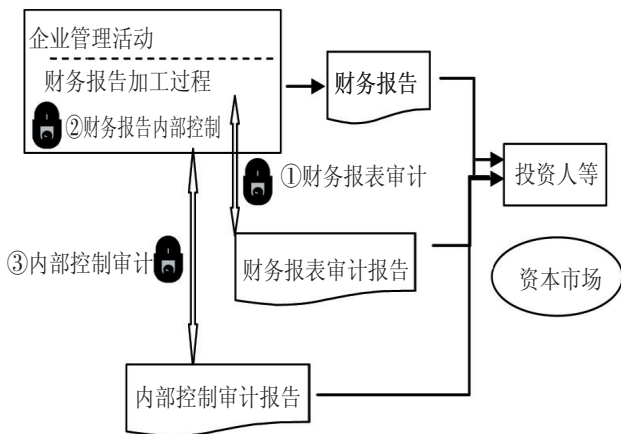 企业管理活动
财务报告加工过程
②财务报告内部控制
财务报告
①财务报表审计
投资人等
③内部控制审计
财务报表审计报告
资本市场
内部控制审计报告